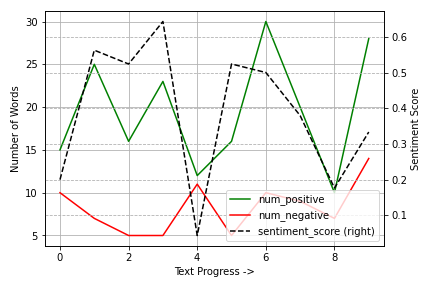 30
25
20
15
10
5
Number of Words
0.6
0.5
0.4
0.3
0.2
0.1
Sentiment Score
num_positive
num_negative
sentiment_score (right)
0 2 4 6 8
Text Progress ->